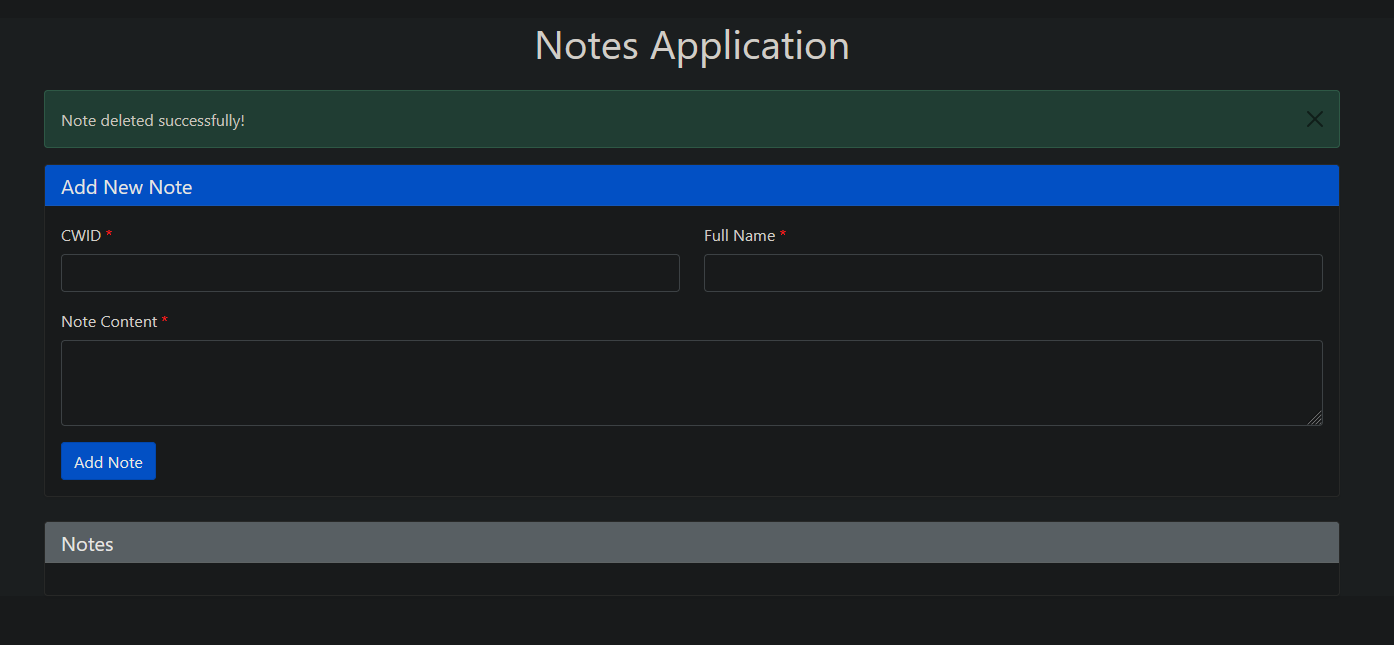 Notes Application
Note deleted successfully!
Add New Note
CWID * Full Name *
Note Content *
Add Note
Notes